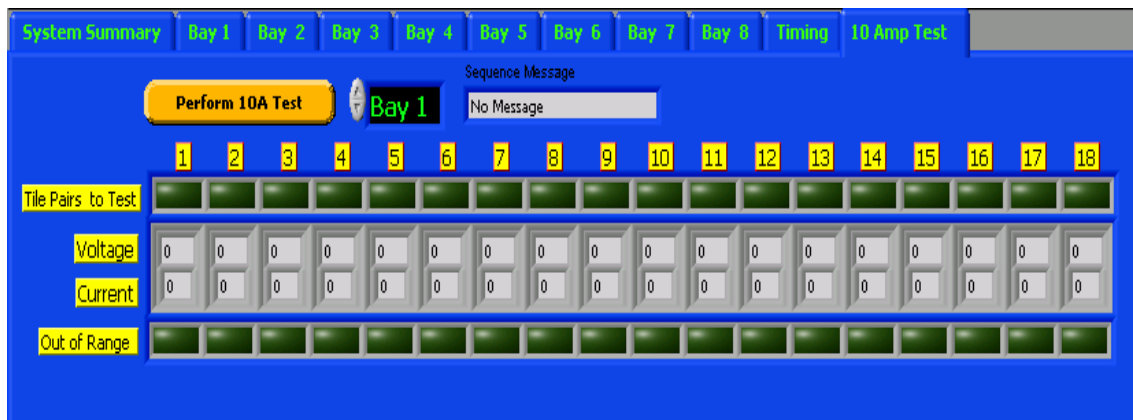 System Summary Bay 1 Bay 2 Bay 3 Bay 4 Bay 5 Bay 6 Bay 7 Bay 8 Timing 10 Amp Test
Sequence Message
Perform 10A Test Bay 1 No Message
1 2 3 4 5 6 7 8 9 10 11 12 13 14 15 16 17 18
Tile Pairs to Test
Voltage 0 0 0 0 0 0 0 0 0 0 0 0 0 0 0 0 0 0
Current 0 0 0 0 0 0 0 0 0 0 0 0 0 0 0 0 0 0
Out of Range